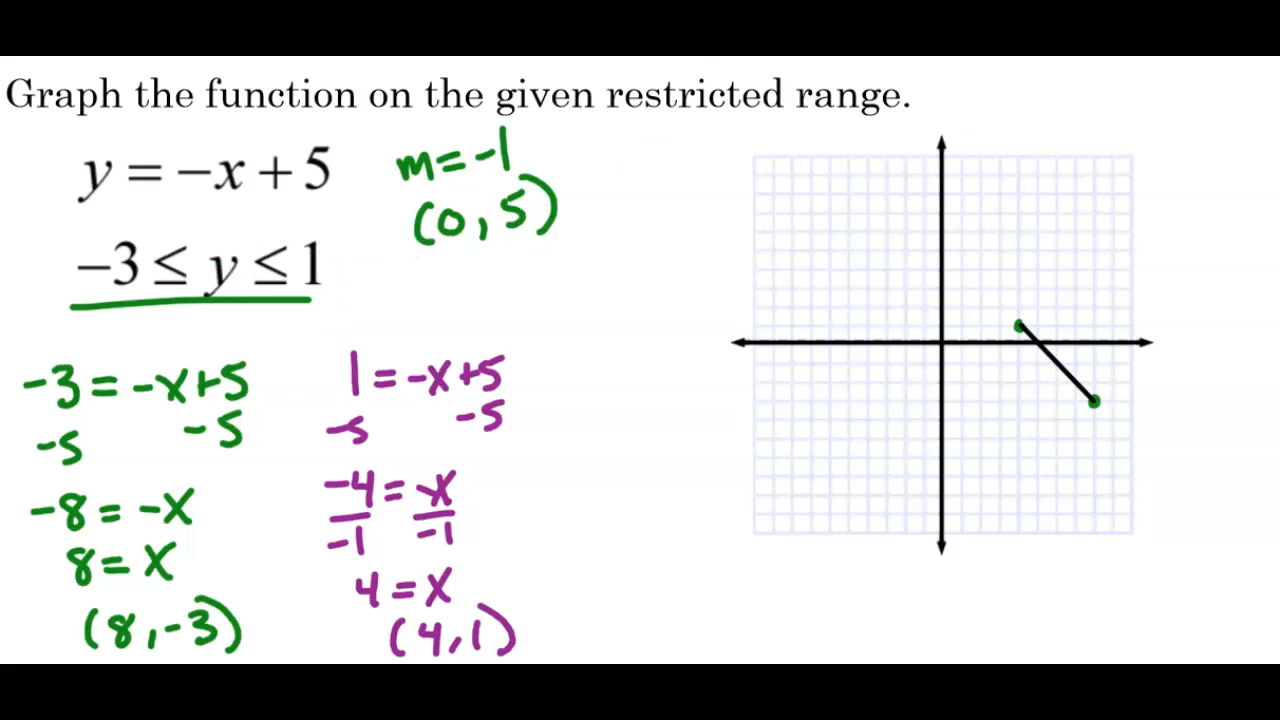 Graph the function on the given restricted range.
y = -x + 5
m = -1
(0, 5)
-3 ≤ y ≤ 1
-3 = -x+5
-5 -5
-8 = -x
8 = x
(8, -3)
1 = -x+5
-5 -5
-4 = -x
-1 -1
4 = x
(4, 1)